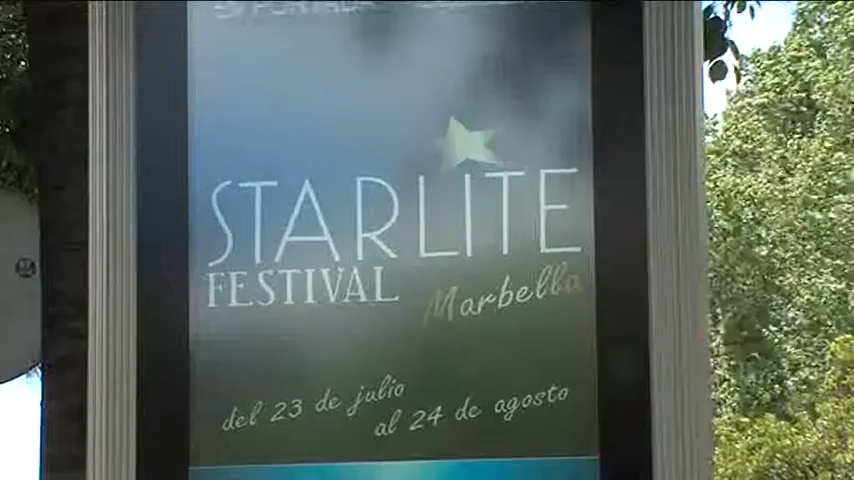 STARLITE
FESTIVAL
Marbella
del 23 de julio
al 24 de agosto